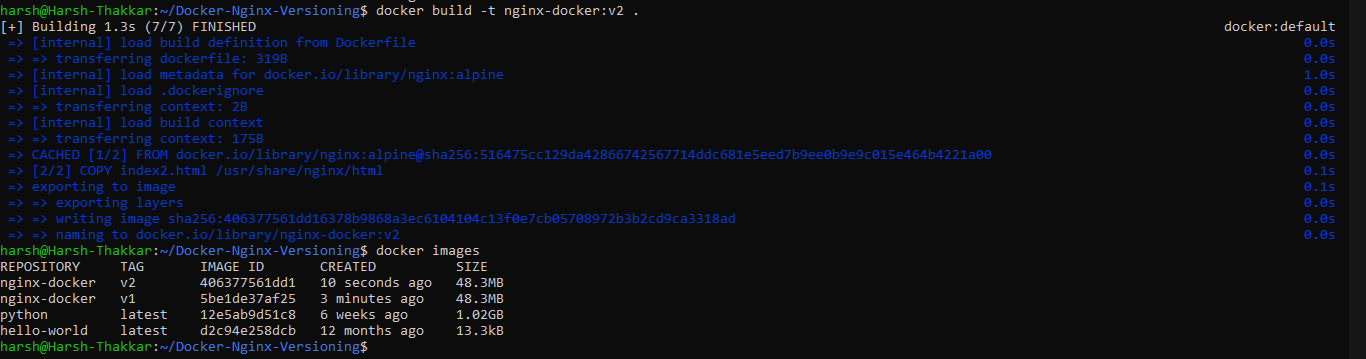 harsh@Harsh-Thakkar:~/Docker-Nginx-Versioning$ docker build -t nginx-docker:v2 .
[+] Building 1.3s (7/7) FINISHED docker:default
=> [internal] load build definition from Dockerfile 0.0s
=> => transferring dockerfile: 319B 0.0s
=> [internal] load metadata for docker.io/library/nginx:alpine 1.0s
=> [internal] load .dockerignore 0.0s
=> => transferring context: 2B 0.0s
=> [internal] load build context 0.0s
=> => transferring context: 175B 0.0s
=> CACHED [1/2] FROM docker.io/library/nginx:alpine@sha256:516475cc129da42866742567714ddc681e5eed7b9ee0b9e9c015e464b4221a00 0.0s
=> [2/2] COPY index2.html /usr/share/nginx/html 0.1s
=> exporting to image 0.1s
=> => exporting layers 0.0s
=> => writing image sha256:406377561dd16378b9868a3ec6104104c13f0e7cb05708972b3b2cd9ca3318ad 0.0s
=> => naming to docker.io/library/nginx-docker:v2 0.0s
harsh@Harsh-Thakkar:~/Docker-Nginx-Versioning$ docker images
REPOSITORY TAG IMAGE ID CREATED SIZE
nginx-docker v2 406377561dd1 10 seconds ago 48.3MB
nginx-docker v1 5be1de37af25 3 minutes ago 48.3MB
python latest 12e5ab9d51c8 6 weeks ago 1.02GB
hello-world latest d2c94e258dcb 12 months ago 13.3kB
harsh@Harsh-Thakkar:~/Docker-Nginx-Versioning$